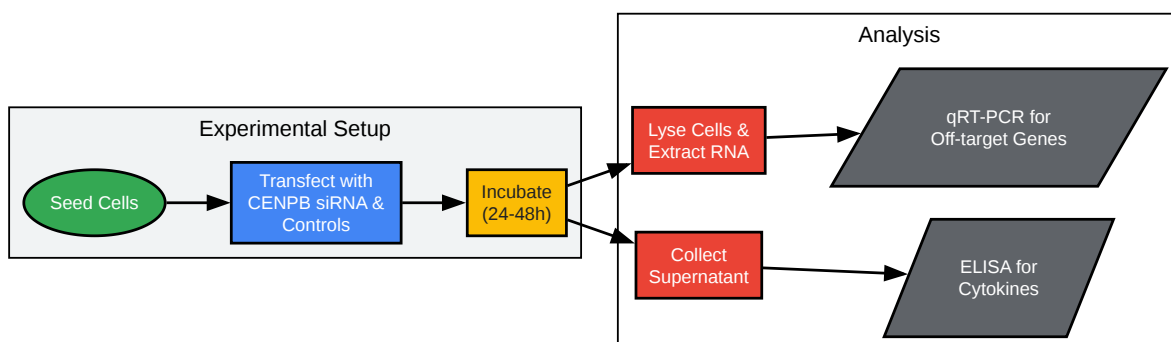 Experimental Setup
Seed Cells
Transfect with
CENPB siRNA &
Controls
Incubate
(24-48h)
Analysis
Lyse Cells &
Extract RNA
qRT-PCR for
Off-target Genes
Collect
Supernatant
ELISA for
Cytokines